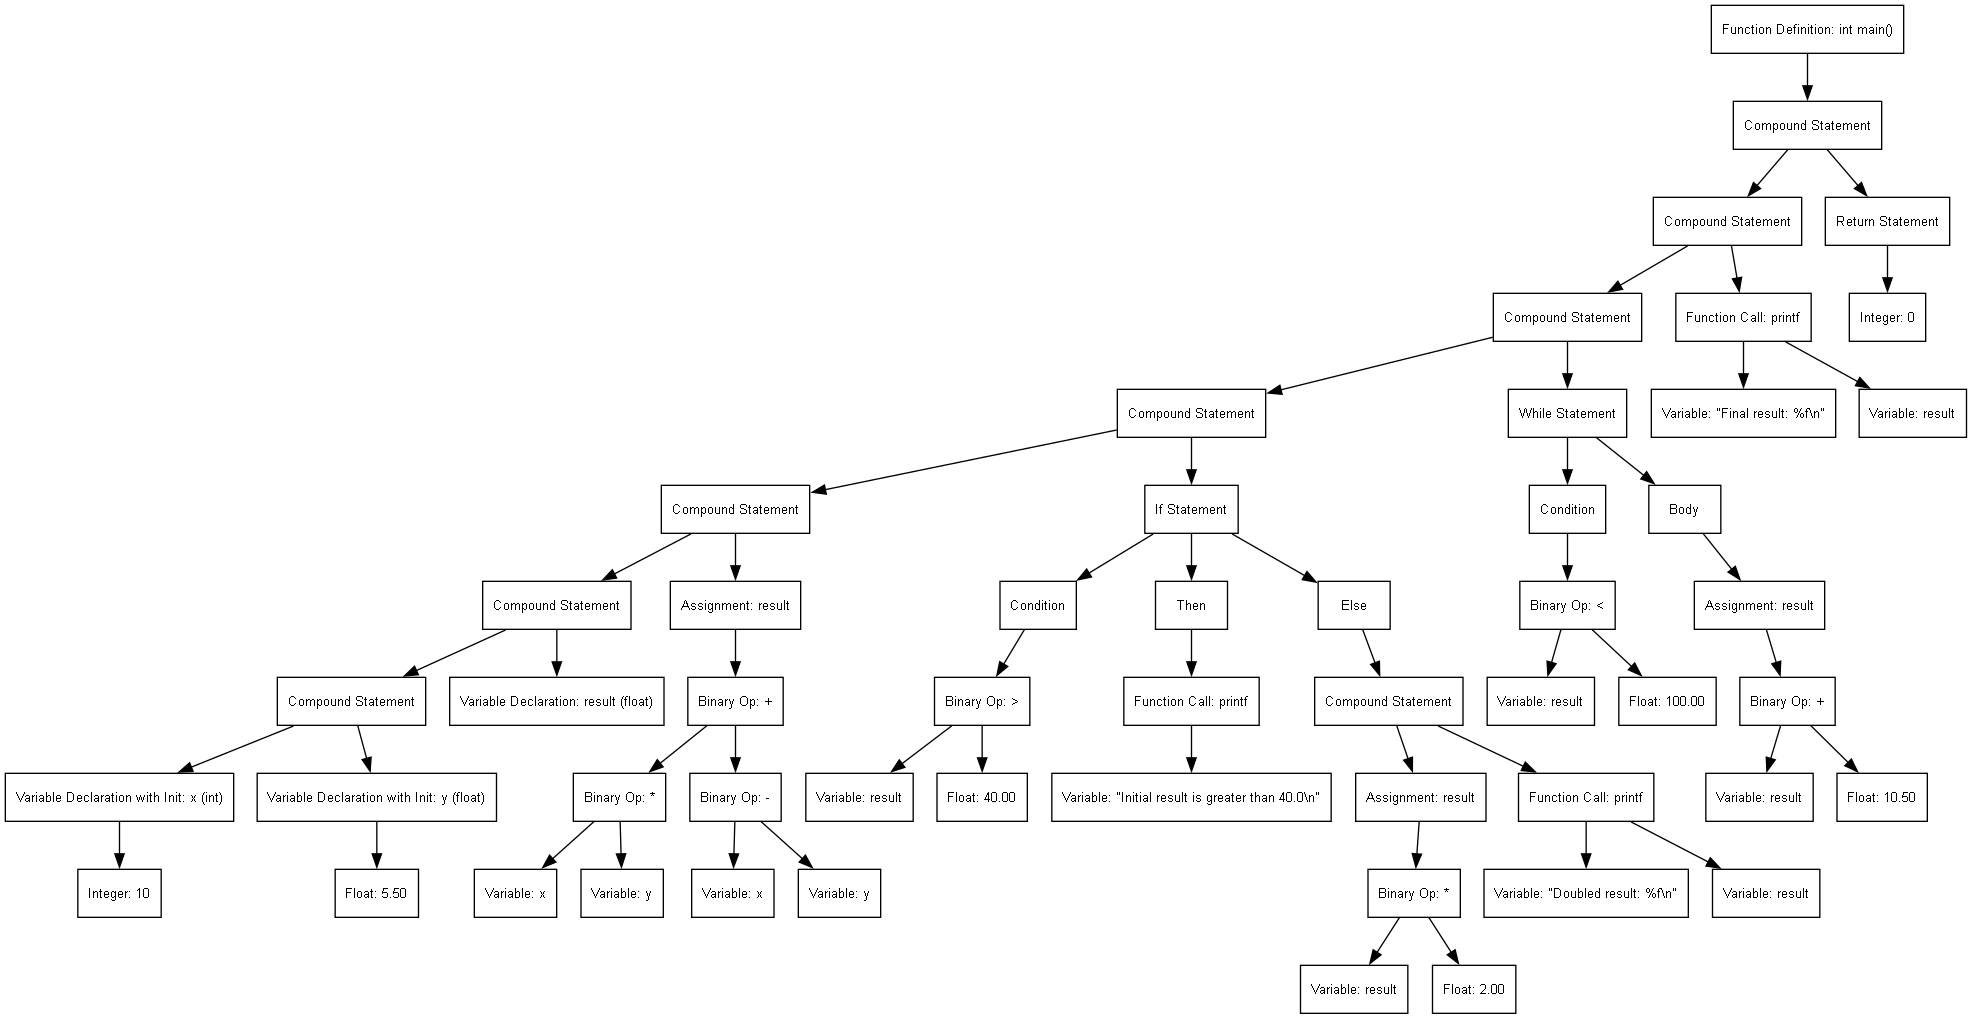 Function Definition: int main()
Compound Statement
Compound Statement
Return Statement
Compound Statement
Function Call: printf
Integer: 0
Compound Statement
While Statement
Variable: "Final result: %f\n"
Variable: result
Compound Statement
If Statement
Condition
Body
Compound Statement
Assignment: result
Condition
Then
Else
Binary Op: <
Assignment: result
Compound Statement
Variable Declaration: result (float)
Binary Op: +
Binary Op: >
Function Call: printf
Compound Statement
Variable: result
Float: 100.00
Binary Op: +
Variable Declaration with Init: x (int)
Variable Declaration with Init: y (float)
Binary Op: *
Binary Op: -
Variable: result
Float: 40.00
Variable: "Initial result is greater than 40.0\n"
Assignment: result
Function Call: printf
Variable: result
Float: 10.50
Integer: 10
Float: 5.50
Variable: x
Variable: y
Variable: x
Variable: y
Binary Op: *
Variable: "Doubled result: %f\n"
Variable: result
Variable: result
Float: 2.00